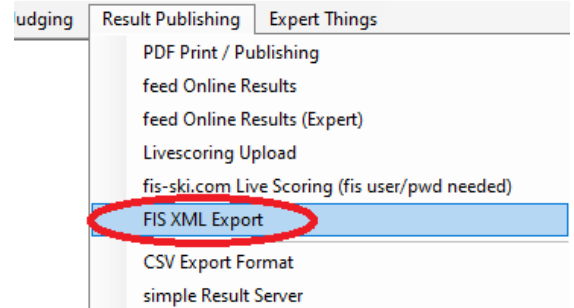 udging Result Publishing Expert Things
PDF Print / Publishing
feed Online Results
feed Online Results (Expert)
Livescoring Upload
fis-ski.com Live Scoring (fis user/pwd needed)
FIS XML Export
CSV Export Format
simple Result Server